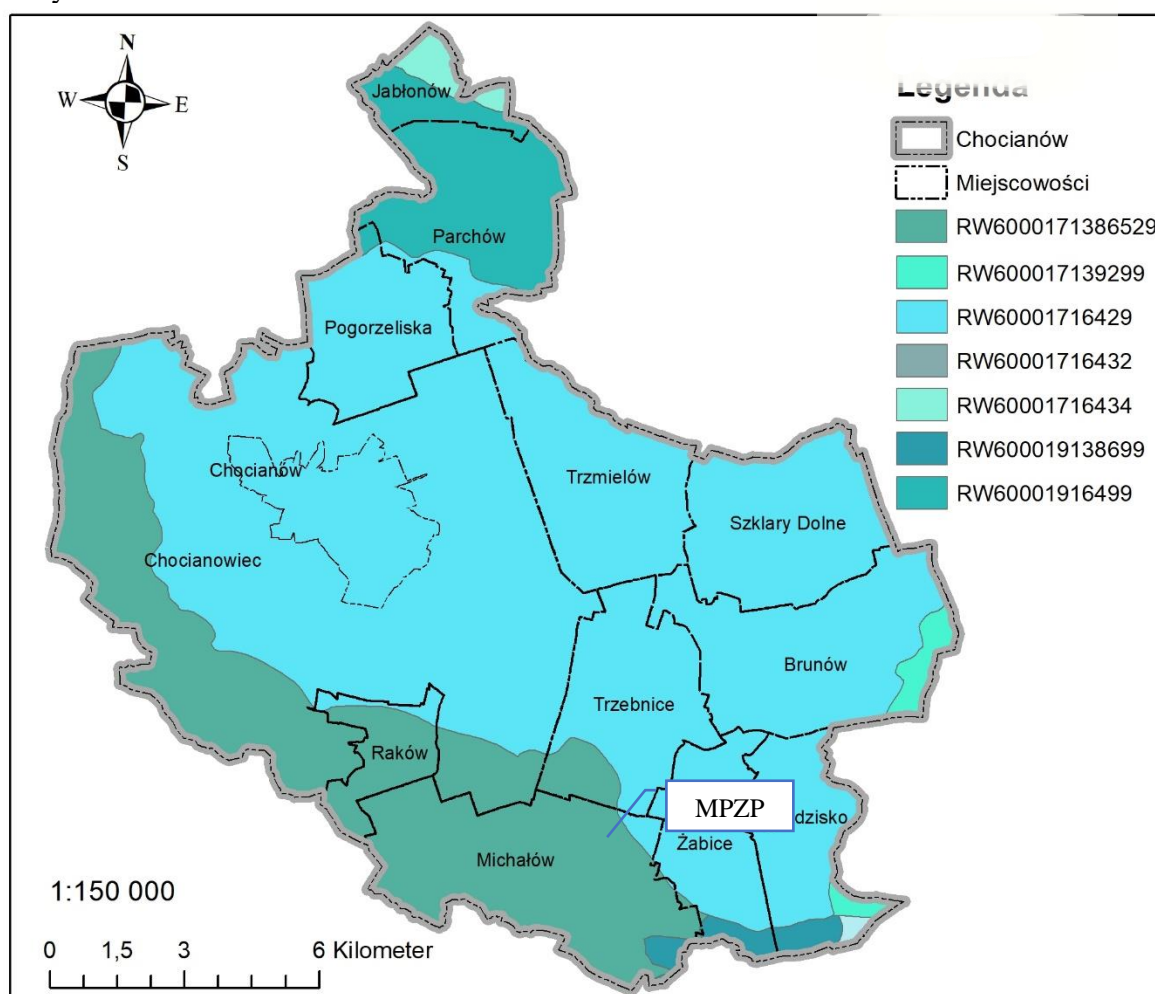 N
W E
S
Legenda
Chocianów
Miejscowości
RW6000171386529
RW600017139299
RW60001716429
RW60001716432
RW60001716434
RW600019138699
RW60001916499
Jabłonów
Parchów
Pogorzeliska
Chocianów
Trzmielów
Szklary Dolne
Chocianowiec
Brunów
Trzebnice
Raków
MPZP
dzisko
Żabice
Michałów
1:150 000
0 1,5 3 6 Kilometer